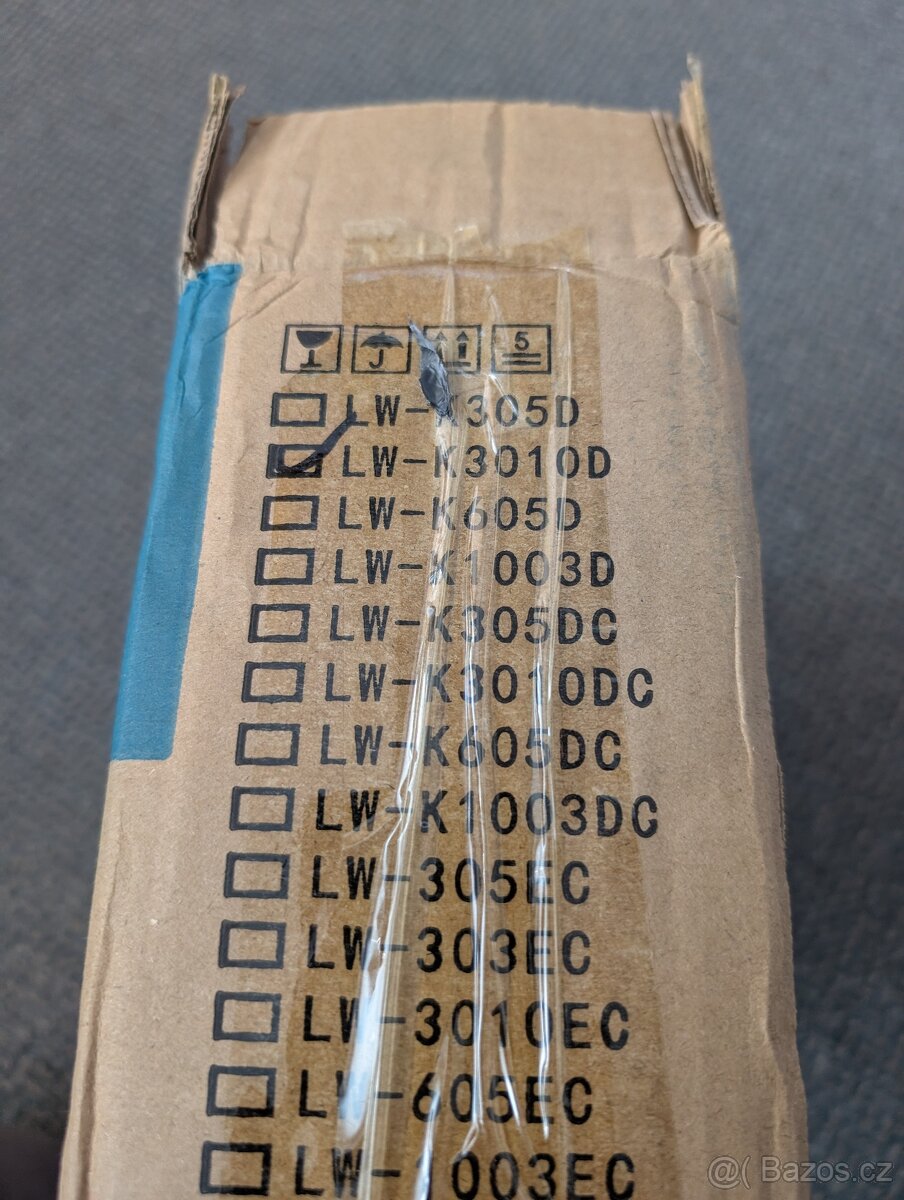 5
LW-K305D
LW-K3010D
LW-K605D
LW-K1003D
LW-K305DC
LW-K3010DC
LW-K605DC
LW-K1003DC
LW-305EC
LW-303EC
LW-3010EC
LW-605EC
LW-1003EC
@( Bazos.cz